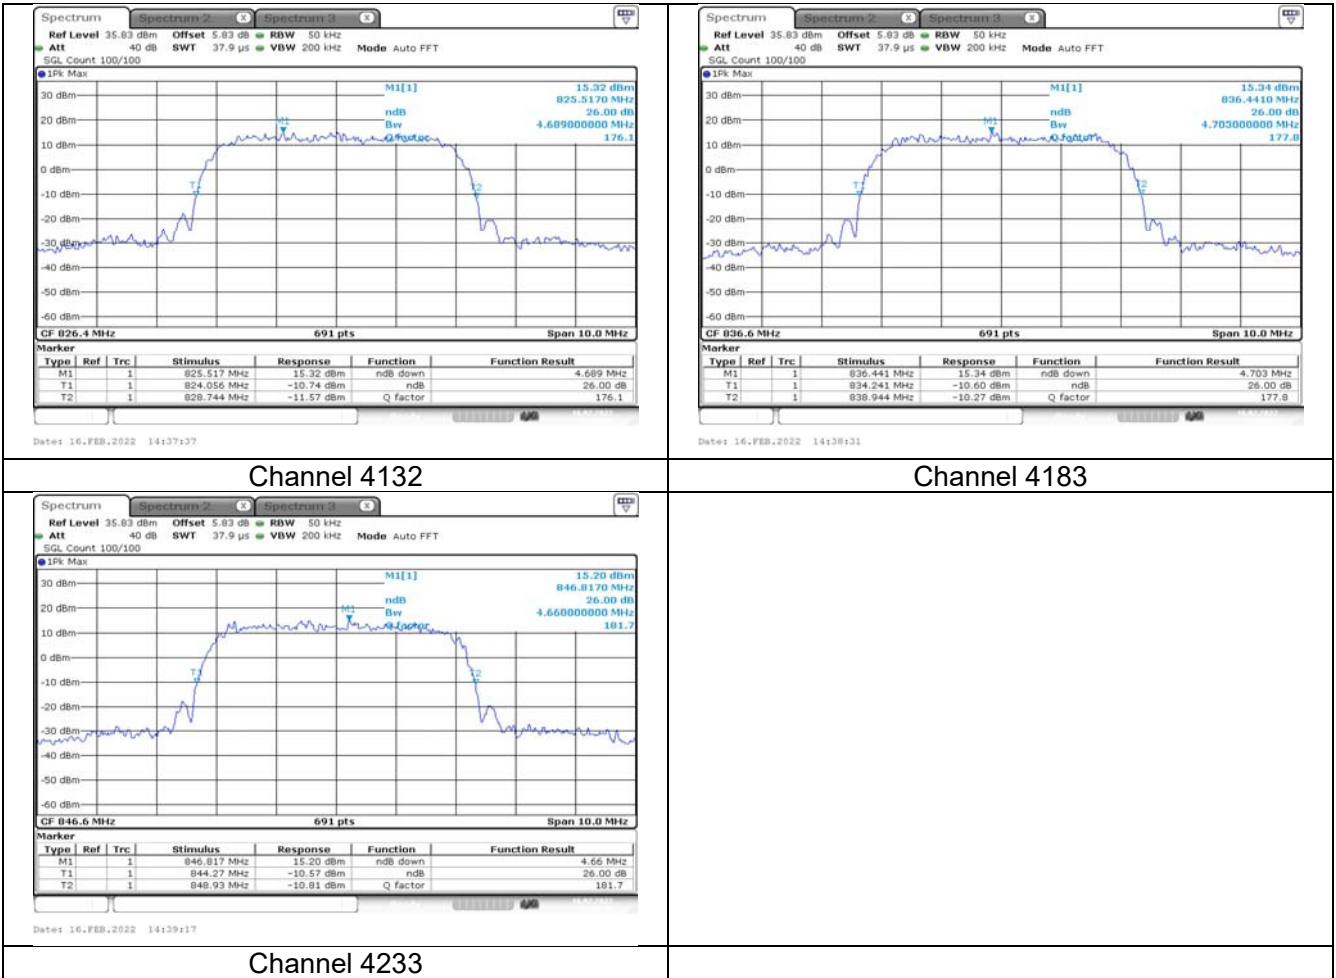 Spectrum Spectrum 2 X Spectrum 3 X
Ref Level 35.83 dBm Offset 5.83 dB RBW 50 kHz
Att 40 dB SWT 37.9 µs VBW 200 kHz Mode Auto FFT
SGL Count 100/100
1Pk Max
M1[1] 15.32 dBm
825.5170 MHz
ndB 26.00 dB
Bw 4.689000000 MHz
Q factor 176.1
30 dBm
20 dBm
10 dBm
0 dBm
-10 dBm
-20 dBm
-30 dBm
-40 dBm
-50 dBm
-60 dBm
M1
T1
T2
CF 826.4 MHz 691 pts Span 10.0 MHz
Marker
Type Ref Trc Stimulus Response Function Function Result
M1 1 825.517 MHz 15.32 dBm ndB down 4.689 MHz
T1 1 824.056 MHz -10.74 dBm ndB 26.00 dB
T2 1 828.744 MHz -11.57 dBm Q factor 176.1
Date: 16.FEB.2022 14:37:37
Channel 4132
Spectrum Spectrum 2 X Spectrum 3 X
Ref Level 35.83 dBm Offset 5.83 dB RBW 50 kHz
Att 40 dB SWT 37.9 µs VBW 200 kHz Mode Auto FFT
SGL Count 100/100
1Pk Max
M1[1] 15.34 dBm
836.4410 MHz
ndB 26.00 dB
Bw 4.703000000 MHz
Q factor 177.8
30 dBm
20 dBm
10 dBm
0 dBm
-10 dBm
-20 dBm
-30 dBm
-40 dBm
-50 dBm
-60 dBm
M1
T1
T2
CF 836.6 MHz 691 pts Span 10.0 MHz
Marker
Type Ref Trc Stimulus Response Function Function Result
M1 1 836.441 MHz 15.34 dBm ndB down 4.703 MHz
T1 1 834.241 MHz -10.60 dBm ndB 26.00 dB
T2 1 838.944 MHz -10.27 dBm Q factor 177.8
Date: 16.FEB.2022 14:38:31
Channel 4183
Spectrum Spectrum 2 X Spectrum 3 X
Ref Level 35.83 dBm Offset 5.83 dB RBW 50 kHz
Att 40 dB SWT 37.9 µs VBW 200 kHz Mode Auto FFT
SGL Count 100/100
1Pk Max
M1[1] 15.20 dBm
846.8170 MHz
ndB 26.00 dB
Bw 4.660000000 MHz
Q factor 181.7
30 dBm
20 dBm
10 dBm
0 dBm
-10 dBm
-20 dBm
-30 dBm
-40 dBm
-50 dBm
-60 dBm
M1
T1
T2
CF 846.6 MHz 691 pts Span 10.0 MHz
Marker
Type Ref Trc Stimulus Response Function Function Result
M1 1 846.817 MHz 15.20 dBm ndB down 4.66 MHz
T1 1 844.27 MHz -10.57 dBm ndB 26.00 dB
T2 1 848.93 MHz -10.81 dBm Q factor 181.7
Date: 16.FEB.2022 14:39:17
Channel 4233